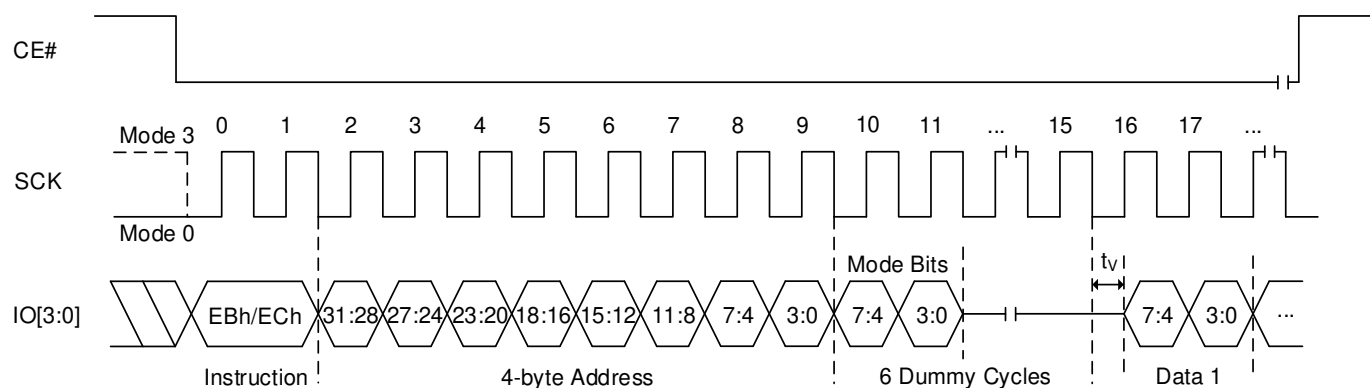 CE#
0 1 2 3 4 5 6 7 8 9 10 11 ... 15 16 17 ...
Mode 3
SCK
Mode 0
Mode Bits tV
IO[3:0] EBh/ECh 31:28 27:24 23:20 18:16 15:12 11:8 7:4 3:0 7:4 3:0 7:4 3:0 ...
Instruction 4-byte Address 6 Dummy Cycles Data 1